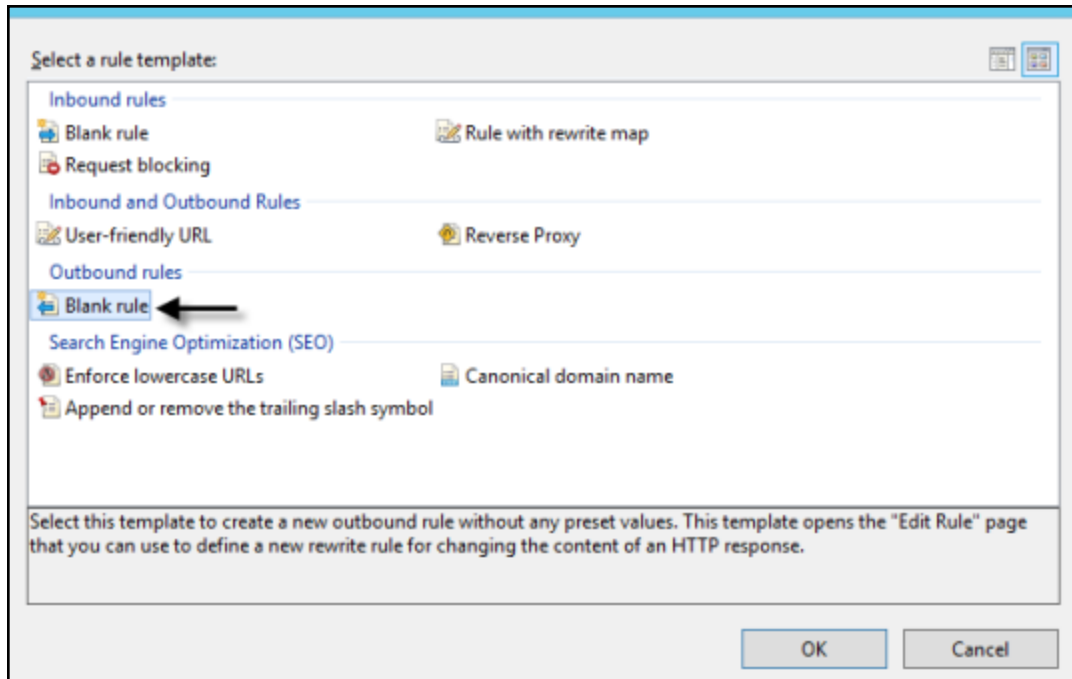 Select a rule template:
Inbound rules
Blank rule
Rule with rewrite map
Request blocking
Inbound and Outbound Rules
User-friendly URL
Reverse Proxy
Outbound rules
Blank rule
Search Engine Optimization (SEO)
Enforce lowercase URLs
Canonical domain name
Append or remove the trailing slash symbol
Select this template to create a new outbound rule without any preset values. This template opens the "Edit Rule" page
that you can use to define a new rewrite rule for changing the content of an HTTP response.
OK
Cancel